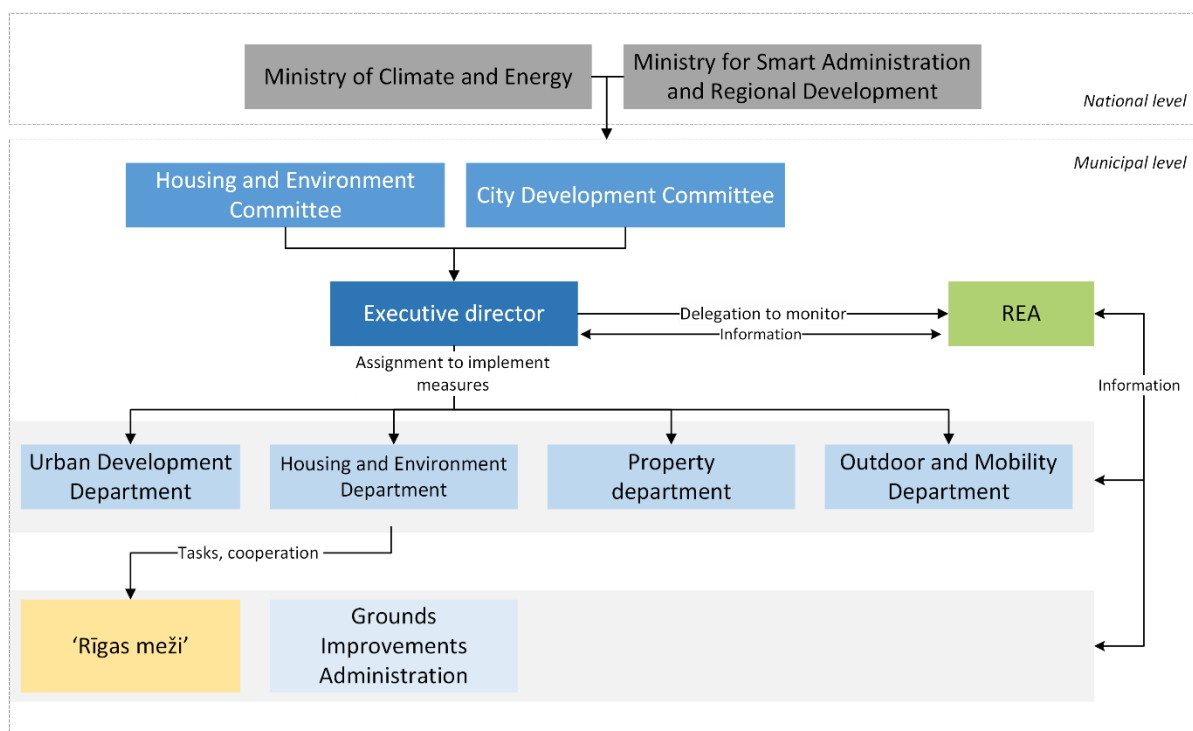 Ministry of Climate and Energy
Ministry for Smart Administration
and Regional Development
National level
Municipal level
Housing and Environment
Committee
City Development Committee
Executive director
Delegation to monitor
Information
REA
Assignment to implement
measures
Information
Urban Development
Department
Housing and Environment
Department
Property
department
Outdoor and Mobility
Department
Tasks, cooperation
‘Rīgas meži’
Grounds
Improvements
Administration